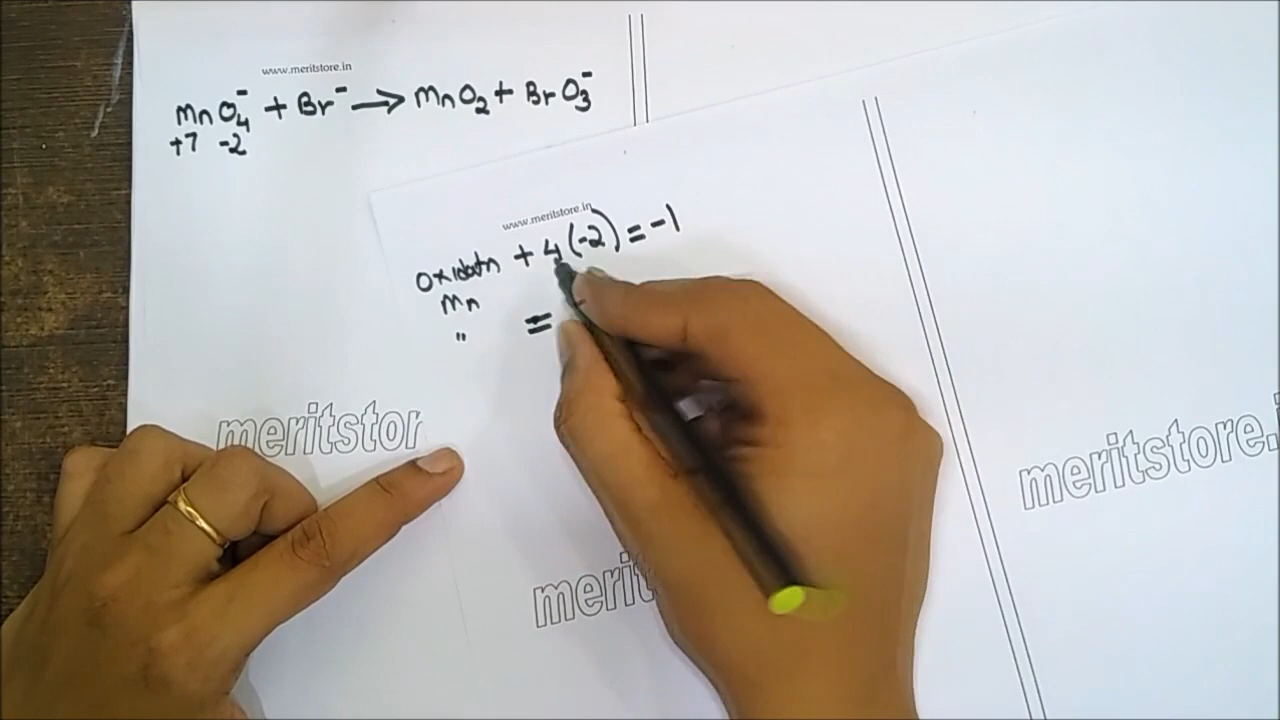 www.meritstore.in
MnO₄⁻ + Br⁻ → MnO₂ + BrO₃⁻
+7 -2
www.meritstore.in
oxidatn + 4(-2) = -1
Mn
" =
meritstor
meritstore.i
merit